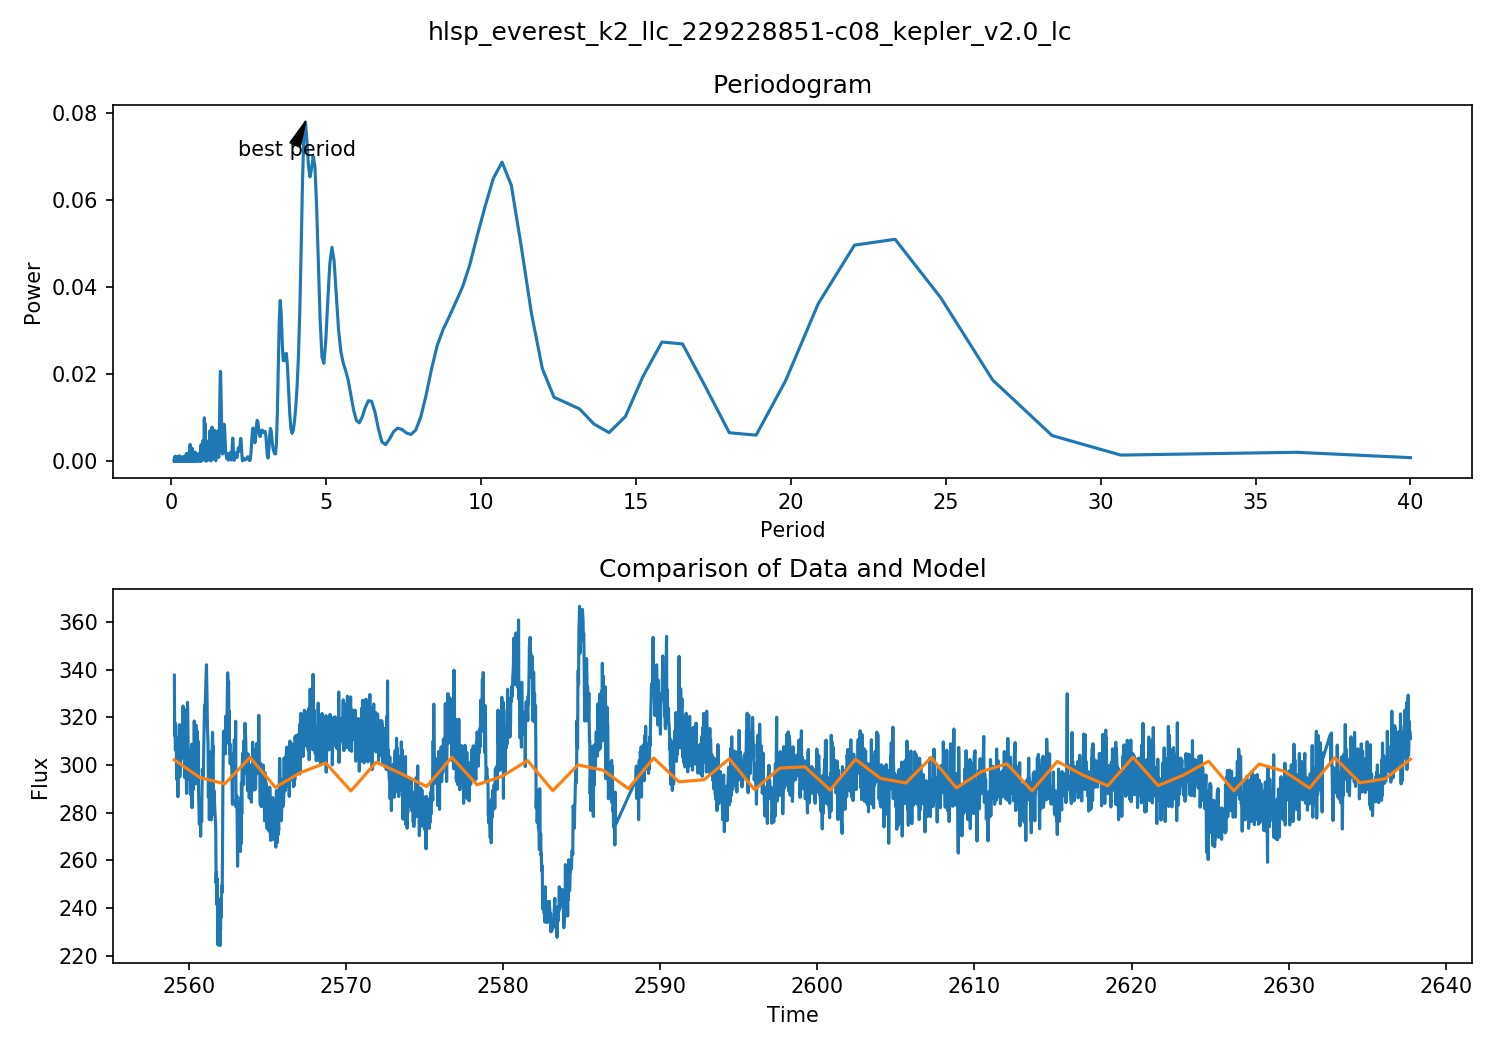 hlsp_everest_k2_llc_229228851-c08_kepler_v2.0_lc
Periodogram
0.08
0.06
0.04
0.02
0.00
Power
best period
0 5 10 15 20 25 30 35 40
Period
Comparison of Data and Model
360
340
320
300
280
260
240
220
Flux
2560 2570 2580 2590 2600 2610 2620 2630 2640
Time